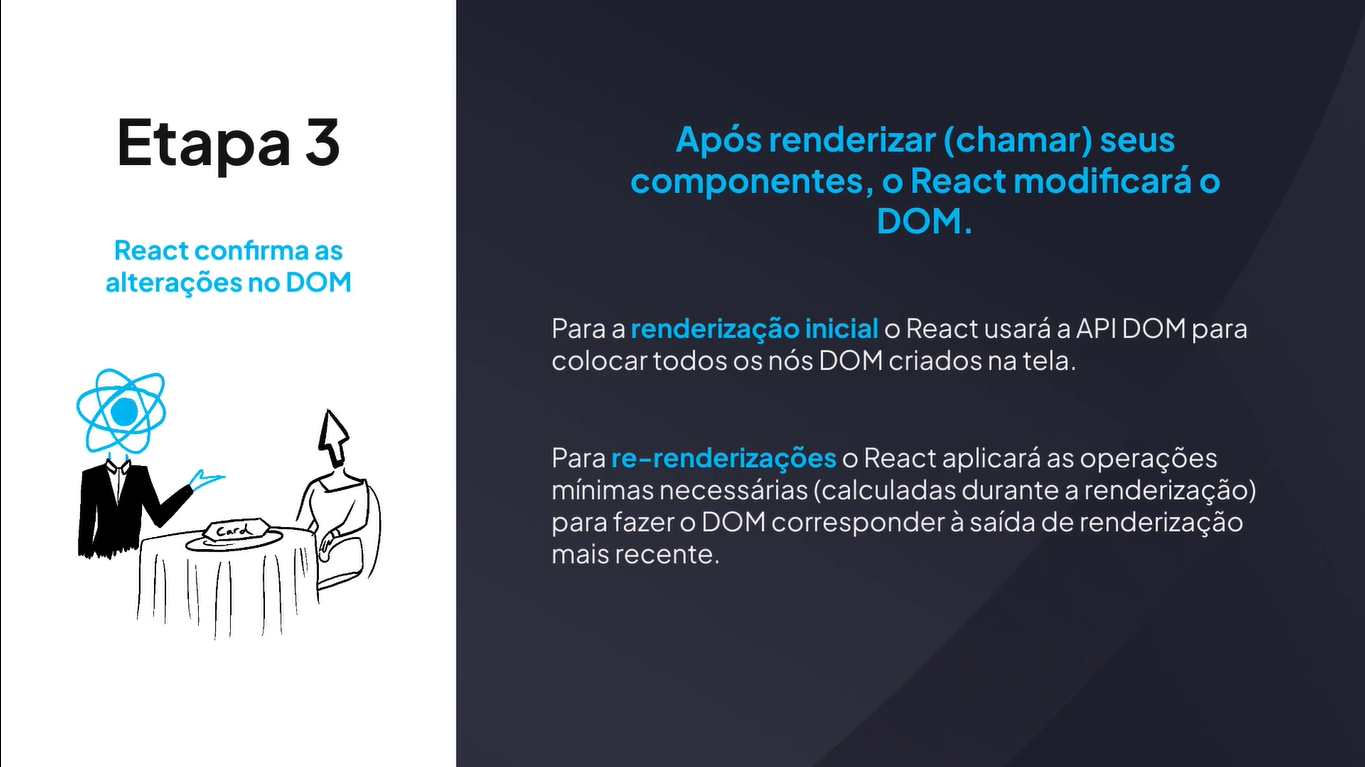 Etapa 3
React confirma as
alterações no DOM
Card
Após renderizar (chamar) seus
componentes, o React modificará o
DOM.
Para a renderização inicial o React usará a API DOM para
colocar todos os nós DOM criados na tela.
Para re-renderizações o React aplicará as operações
mínimas necessárias (calculadas durante a renderização)
para fazer o DOM corresponder à saída de renderização
mais recente.